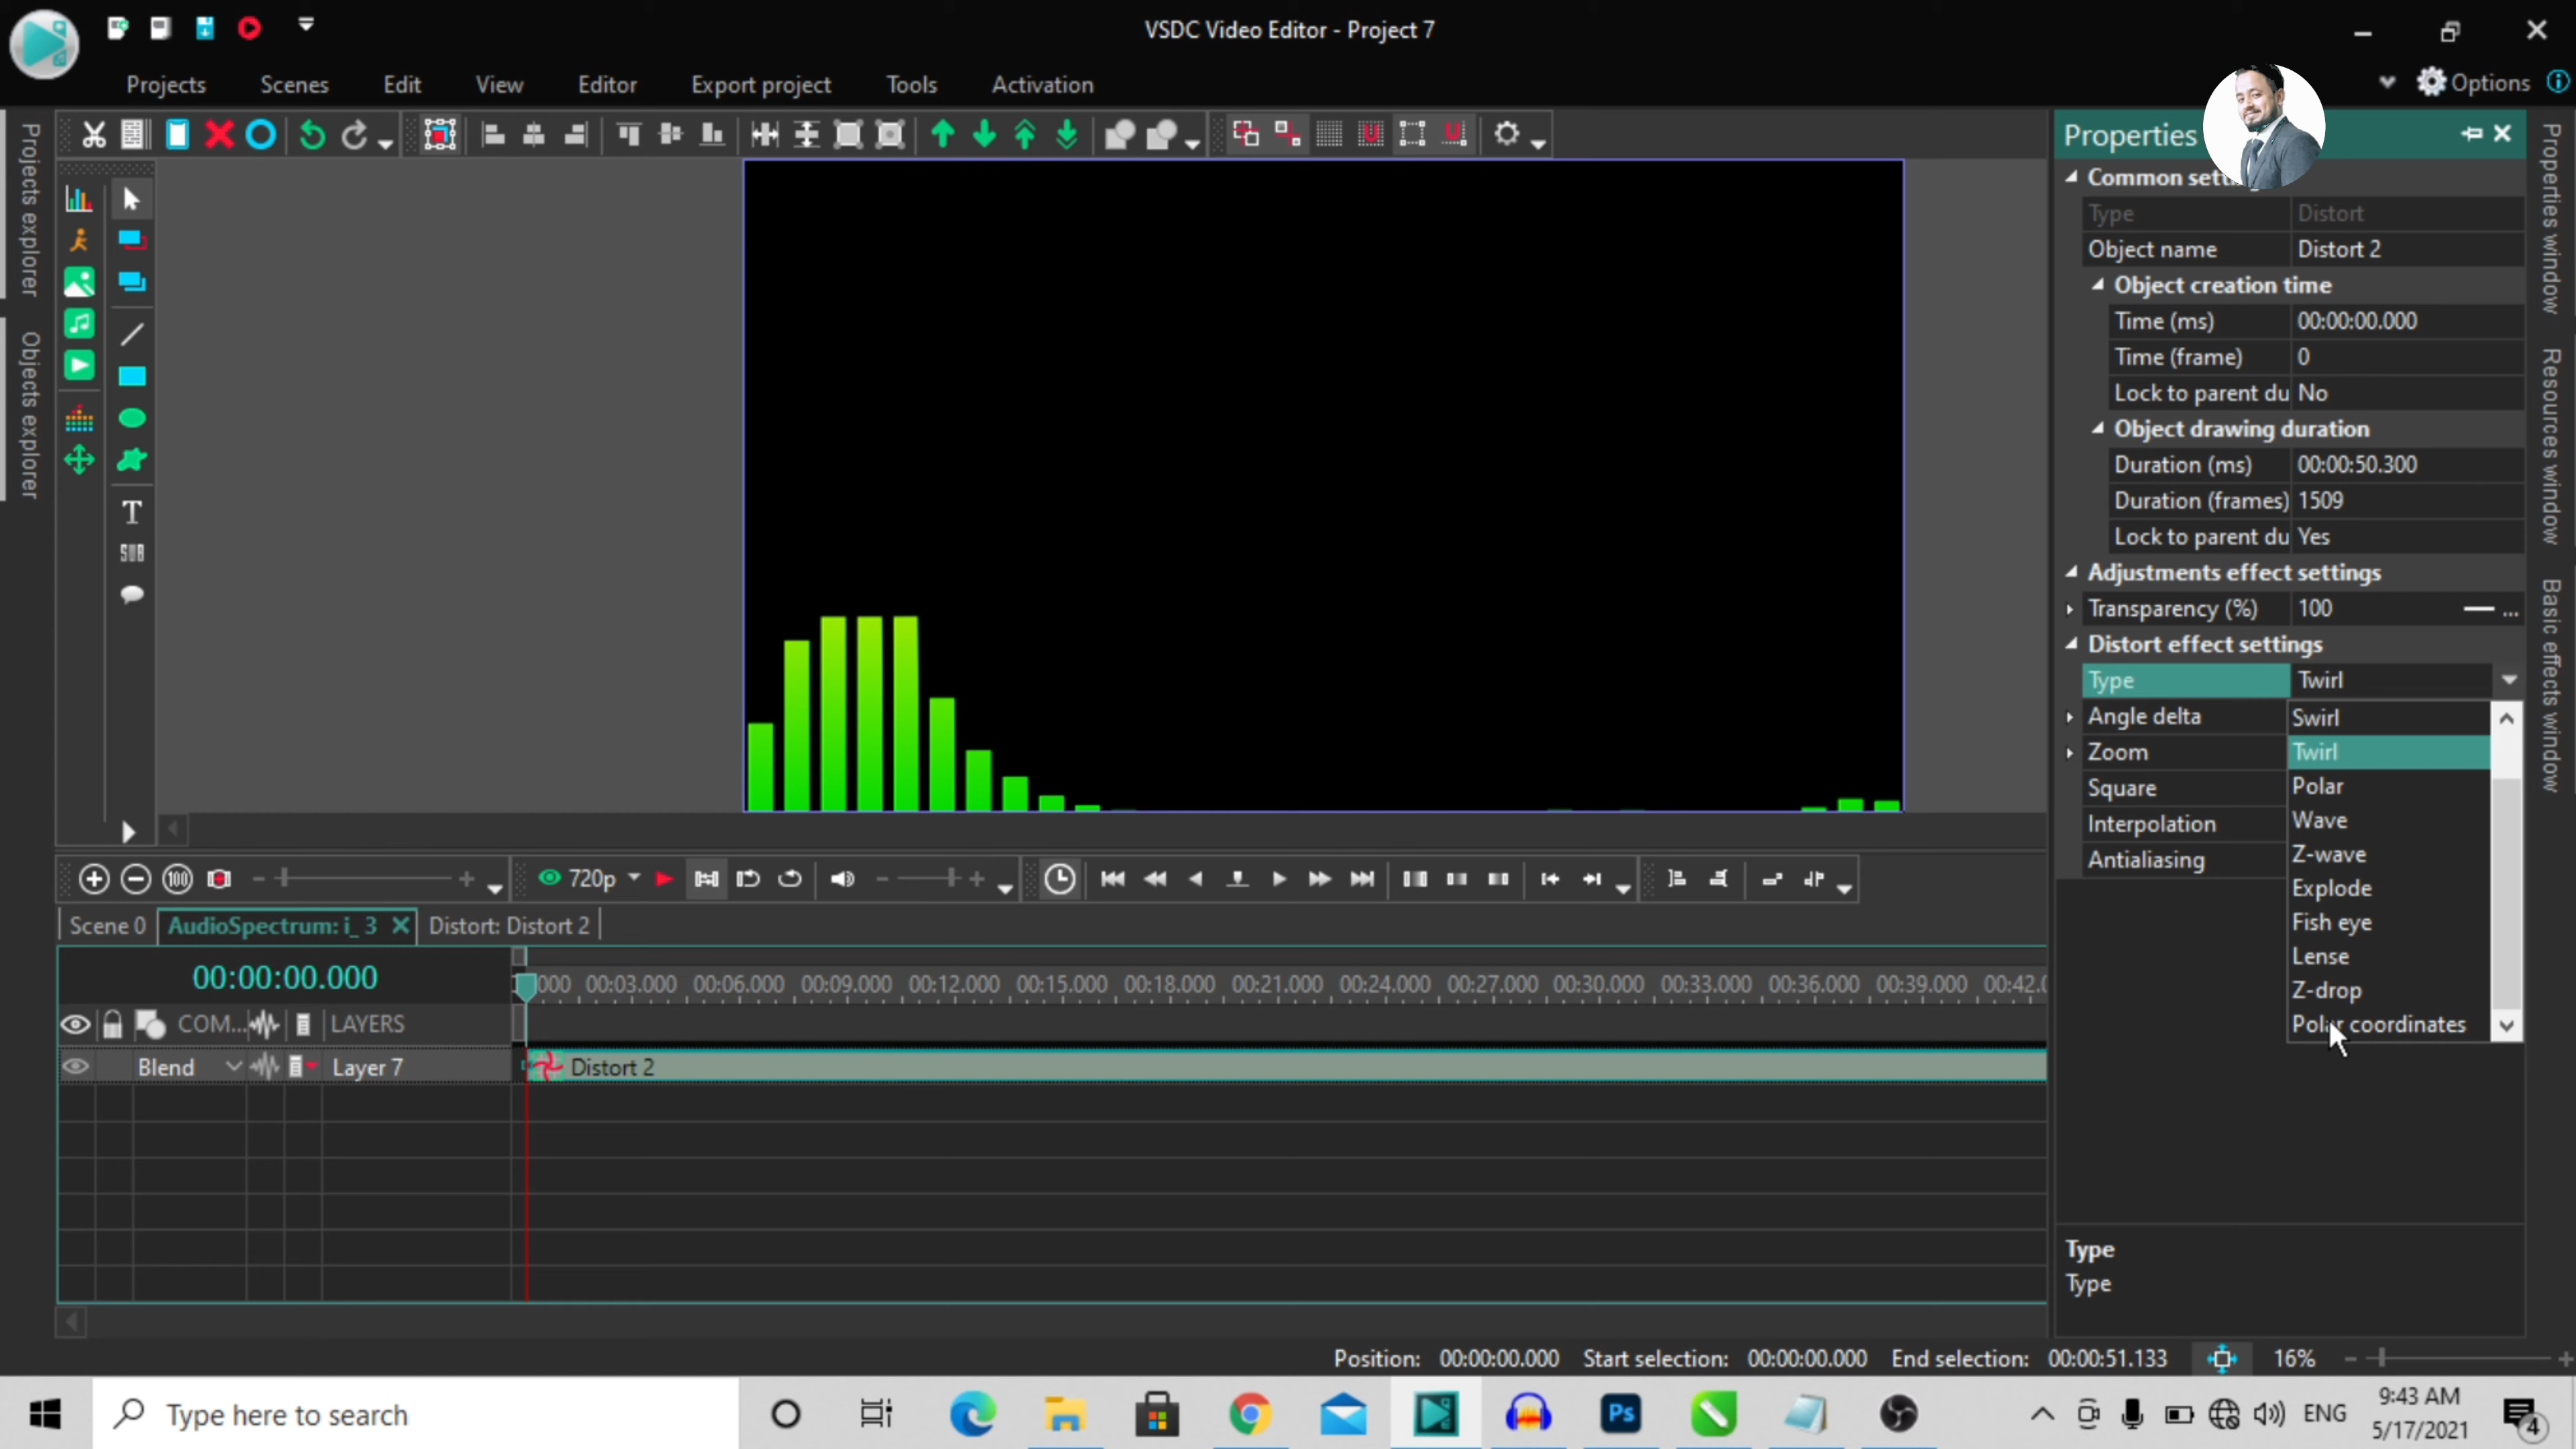 VSDC Video Editor - Project 7
Projects Scenes Edit View Editor Export project Tools Activation
Options
Projects explorer
Objects explorer
T
SUB
Properties
Common sett
Type Distort
Object name Distort 2
Object creation time
Time (ms) 00:00:00.000
Time (frame) 0
Lock to parent du No
Object drawing duration
Duration (ms) 00:00:50.300
Duration (frames) 1509
Lock to parent du Yes
Adjustments effect settings
Transparency (%) 100 ...
Distort effect settings
Type Twirl
Angle delta
Zoom
Square
Interpolation
Antialiasing
Swirl
Twirl
Polar
Wave
Z-wave
Explode
Fish eye
Lense
Z-drop
Polar coordinates
Type
Type
Properties window
Resources window
Basic effects window
100
720p
Scene 0 AudioSpectrum: i_ 3 Distort: Distort 2
00:00:00.000
000 00:03.000 00:06.000 00:09.000 00:12.000 00:15.000 00:18.000 00:21.000 00:24.000 00:27.000 00:30.000 00:33.000 00:36.000 00:39.000 00:42.0
COM... LAYERS
Blend Layer 7 Distort 2
Position: 00:00:00.000 Start selection: 00:00:00.000 End selection: 00:00:51.133 16%
Type here to search
Ps
ENG
9:43 AM
5/17/2021
4